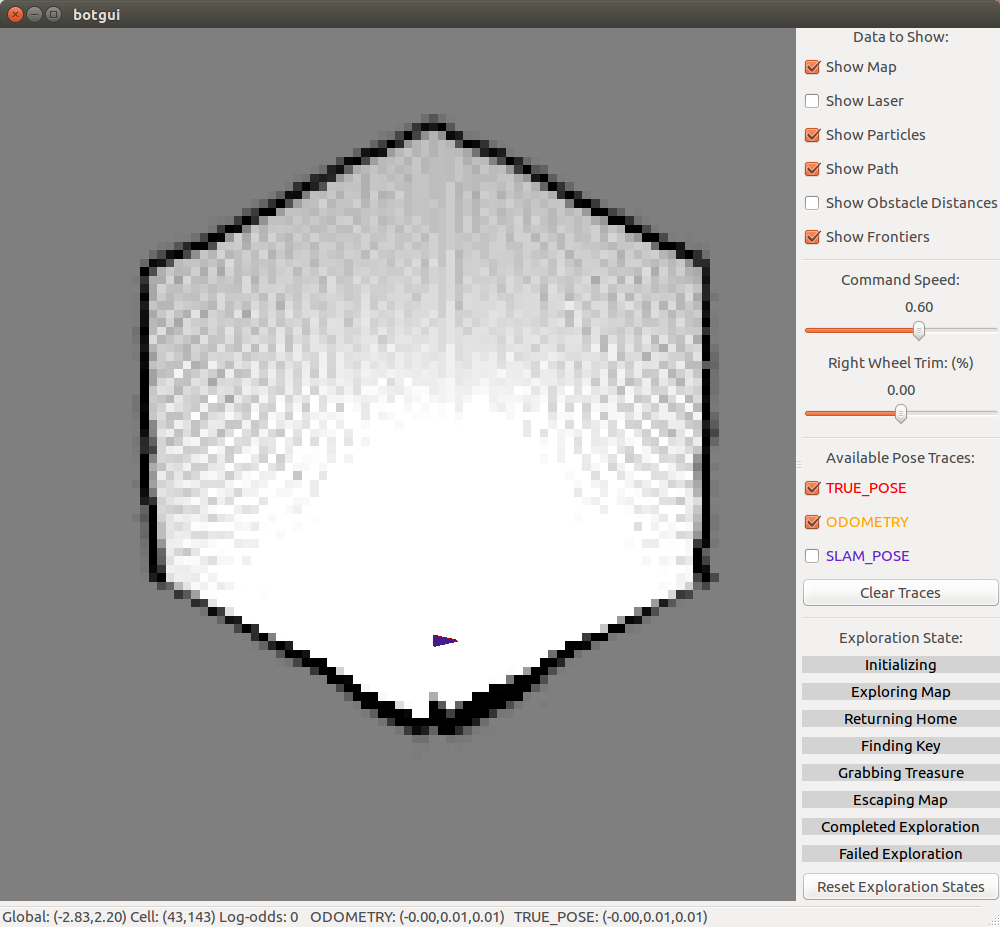 botgui
Data to Show:
Show Map
Show Laser
Show Particles
Show Path
Show Obstacle Distances
Show Frontiers
Command Speed:
0.60
Right Wheel Trim: (%)
0.00
Available Pose Traces:
TRUE_POSE
ODOMETRY
SLAM_POSE
Clear Traces
Exploration State:
Initializing
Exploring Map
Returning Home
Finding Key
Grabbing Treasure
Escaping Map
Completed Exploration
Failed Exploration
Reset Exploration States
Global: (-2.83,2.20) Cell: (43,143) Log-odds: 0 ODOMETRY: (-0.00,0.01,0.01) TRUE_POSE: (-0.00,0.01,0.01)